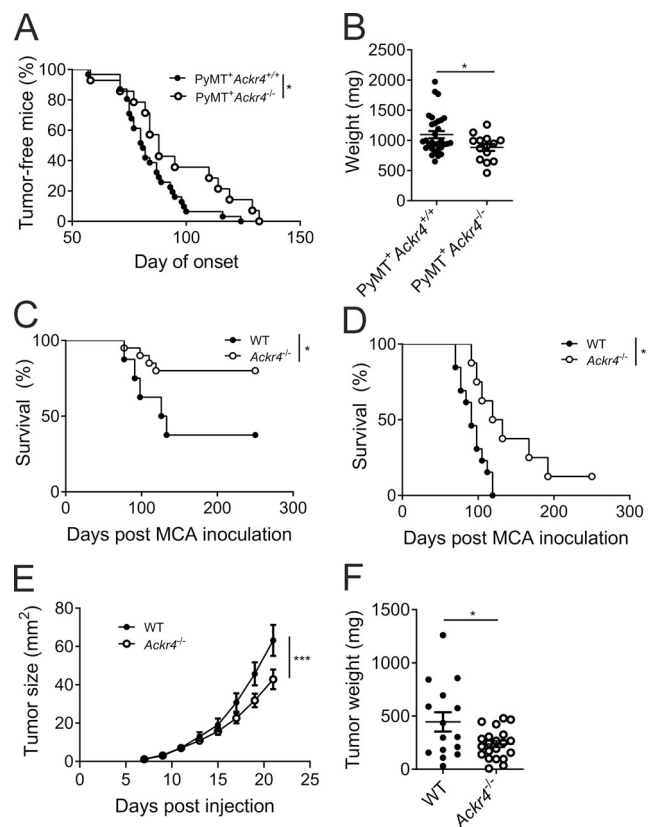 A
Tumor-free mice (%)
100
80
60
40
20
0
50
100
150
Day of onset
PyMT+Ackr4+/+
PyMT+Ackr4-/-
*
B
Weight (mg)
2500
2000
1500
1000
500
0
*
PyMT+Ackr4+/+
PyMT+Ackr4-/-
C
Survival (%)
100
50
0
0
100
200
300
Days post MCA inoculation
WT
Ackr4-/-
*
D
Survival (%)
100
50
0
0
100
200
300
Days post MCA inoculation
WT
Ackr4-/-
*
E
Tumor size (mm2)
80
60
40
20
0
0
5
10
15
20
25
Days post injection
WT
Ackr4-/-
***
F
Tumor weight (mg)
1500
1000
500
0
*
WT
Ackr4-/-